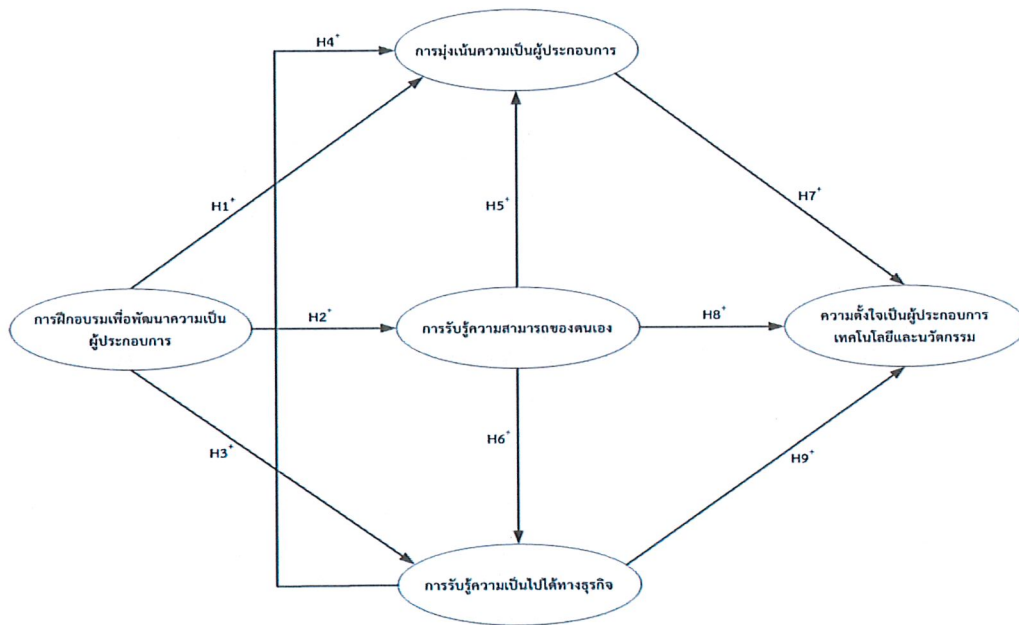 H4+
การมุ่งเน้นความเป็นผู้ประกอบการ
H1+
H5+
H7+
การฝึกอบรมเพื่อพัฒนาความเป็น
ผู้ประกอบการ
H2+
การรับรู้ความสามารถของตนเอง
H8+
ความตั้งใจเป็นผู้ประกอบการ
เทคโนโลยีและนวัตกรรม
H3+
H6+
H9+
การรับรู้ความเป็นไปได้ทางธุรกิจ